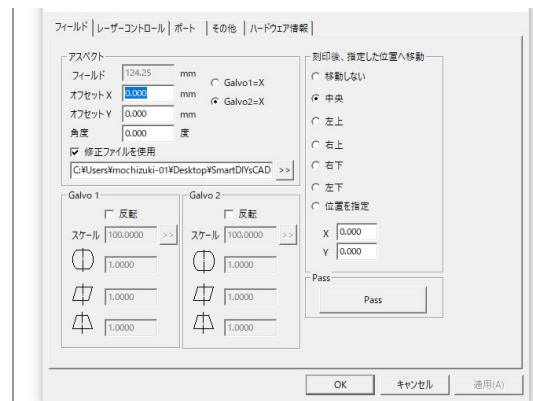 フィールド
レーザーコントロール
ポート
その他
ハードウェア情報
アスペクト
フィールド 124.25 mm
オフセット X 0.000 mm
オフセット Y 0.000 mm
角度 0.000 度
Galvo1=X
Galvo2=X
修正ファイルを使用
C:¥Users¥mochizuki-01¥Desktop¥SmartDIYsCAD >>
Galvo 1
反転
スケール 100.0000 >>
1.0000
1.0000
1.0000
Galvo 2
反転
スケール 100.0000 >>
1.0000
1.0000
1.0000
刻印後、指定した位置へ移動
移動しない
中央
左上
右上
右下
左下
位置を指定
X 0.000
Y 0.000
Pass
Pass
OK
キャンセル
適用(A)